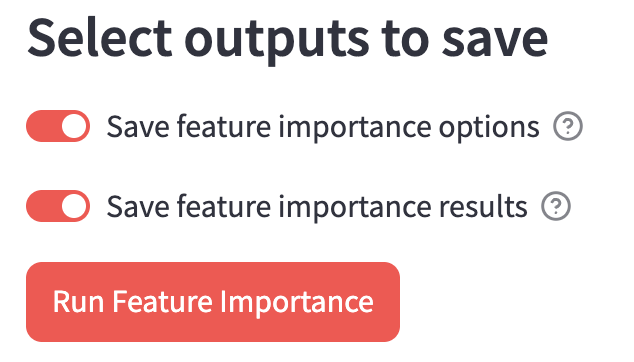 Select outputs to save
Save feature importance options ?
Save feature importance results ?
Run Feature Importance